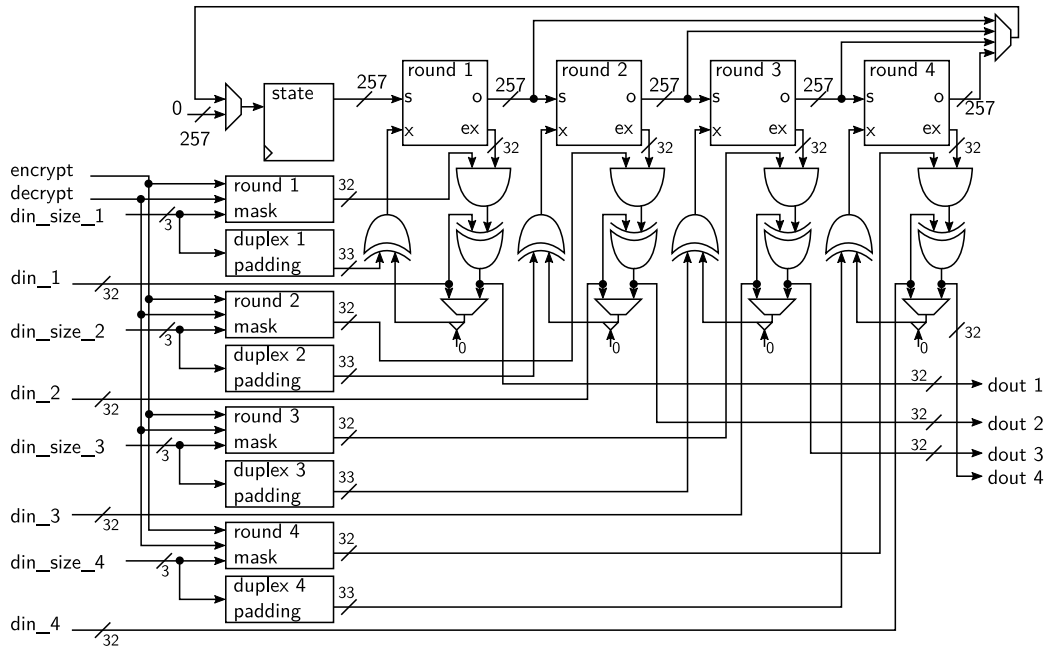 round 1
round 2
round 3
round 4
257
257
257
257
257
state
s
o
s
o
s
o
s
o
0
257
x
ex
x
ex
x
ex
x
ex
32
32
32
32
encrypt
decrypt
din_size_1
3
round 1
mask
32
duplex 1
padding
33
din_1
32
round 2
mask
32
din_size_2
3
duplex 2
padding
33
0
0
0
0
32
din_2
32
32
dout 1
round 3
mask
32
32
dout 2
din_size_3
3
32
dout 3
duplex 3
padding
33
dout 4
din_3
32
round 4
mask
32
din_size_4
3
duplex 4
padding
33
din_4
32